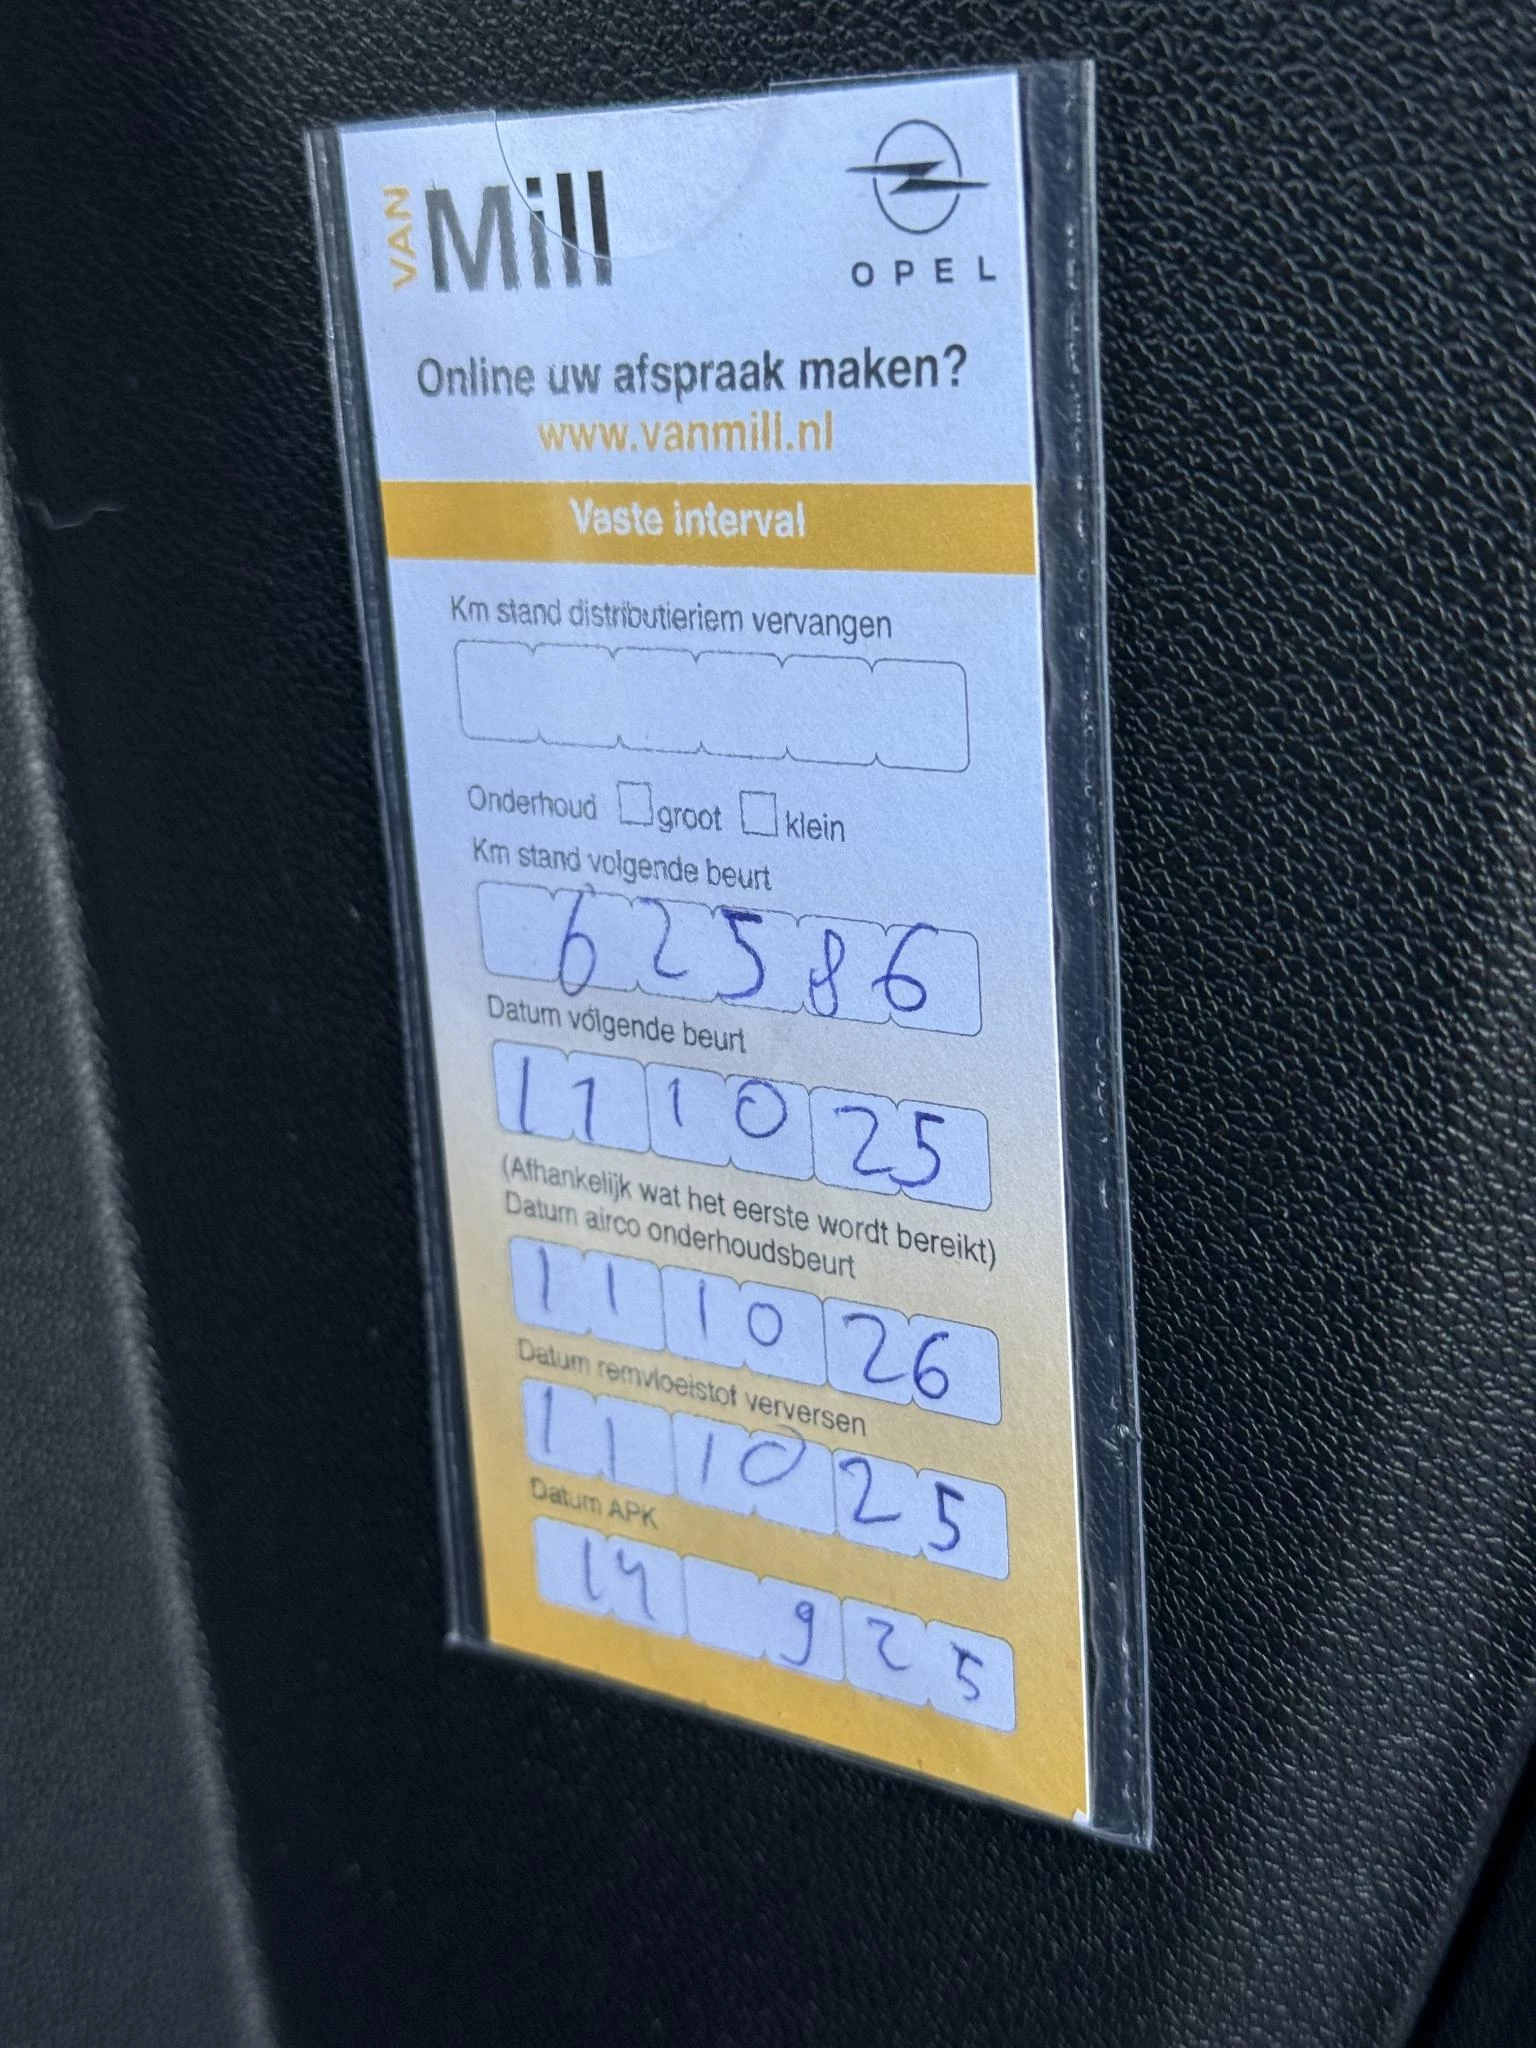 VAN Mill
OPEL
Online uw afspraak maken?
www.vanmill.nl
Vaste interval
Km stand distributieriem vervangen
Onderhoud groot klein
Km stand volgende beurt
62586
Datum volgende beurt
11 10 25
(Afhankelijk wat het eerste wordt bereikt)
Datum airco onderhoudsbeurt
11 10 26
Datum remvloeistof verversen
11 10 25
Datum APK
14 9 25